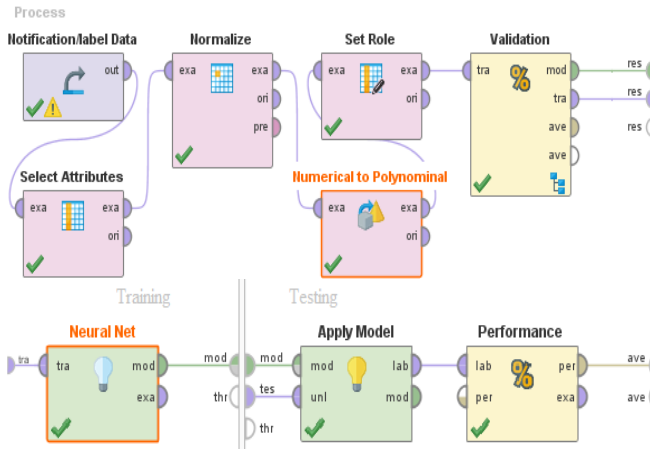 Process
Notification/label Data
Normalize
Set Role
Validation
out
exa
exa
ori
pre
exa
exa
ori
tra
mod
tra
ave
ave
res
res
res
Select Attributes
exa
exa
ori
Numerical to Polynominal
exa
exa
ori
Training
Testing
Neural Net
Apply Model
Performance
tra
tra
mod
exa
mod
thr
mod
tes
thr
mod
unl
lab
mod
lab
per
per
exa
ave
ave